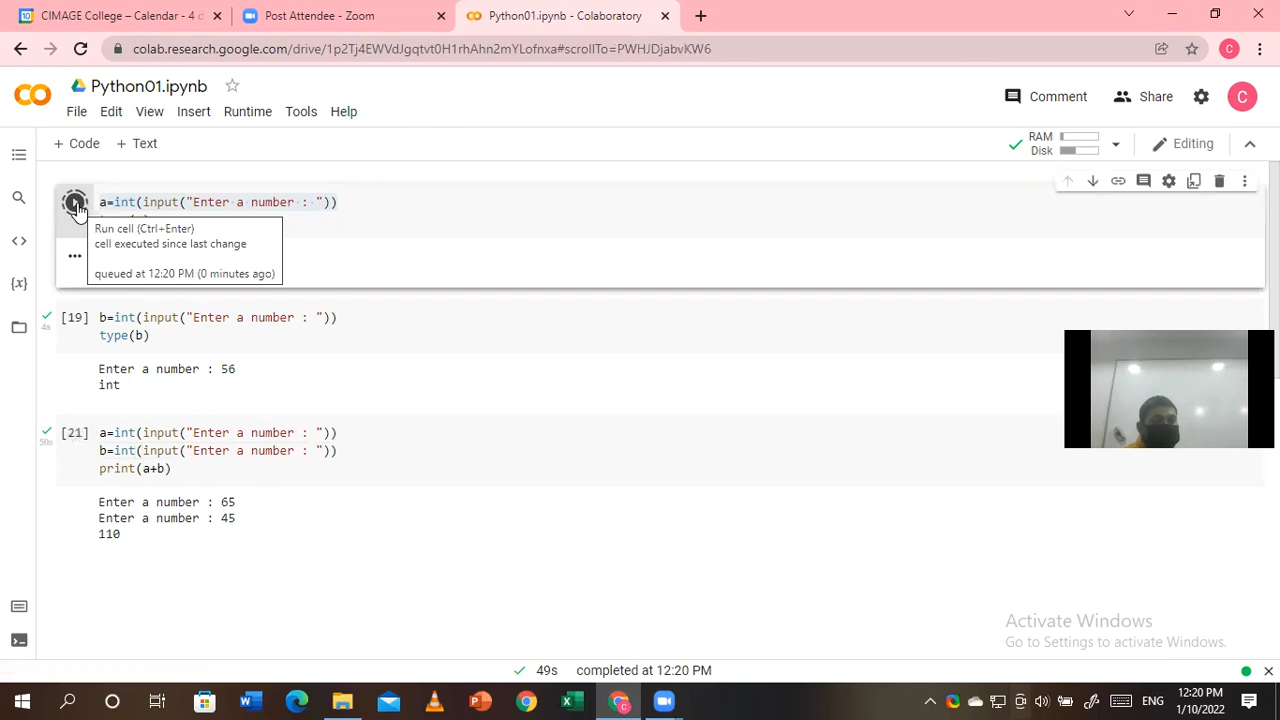 CIMAGE College – Calendar - 4 d
Post Attendee - Zoom
Python01.ipynb - Colaboratory
colab.research.google.com/drive/1p2Tj4EWVdJgqtvt0H1rhAhn2mYLofnxa#scrollTo=PWHJDjabvKW6
C
Python01.ipynb
Comment
Share
C
File Edit View Insert Runtime Tools Help
+ Code + Text
RAM
Disk
Editing
a=int(input("Enter a number : "))
Run cell (Ctrl+Enter)
cell executed since last change
queued at 12:20 PM (0 minutes ago)
[19] b=int(input("Enter a number : "))
4s
type(b)
Enter a number : 56
int
[21] a=int(input("Enter a number : "))
50s
b=int(input("Enter a number : "))
print(a+b)
Enter a number : 65
Enter a number : 45
110
Activate Windows
Go to Settings to activate Windows.
49s completed at 12:20 PM
ENG
12:20 PM
1/10/2022